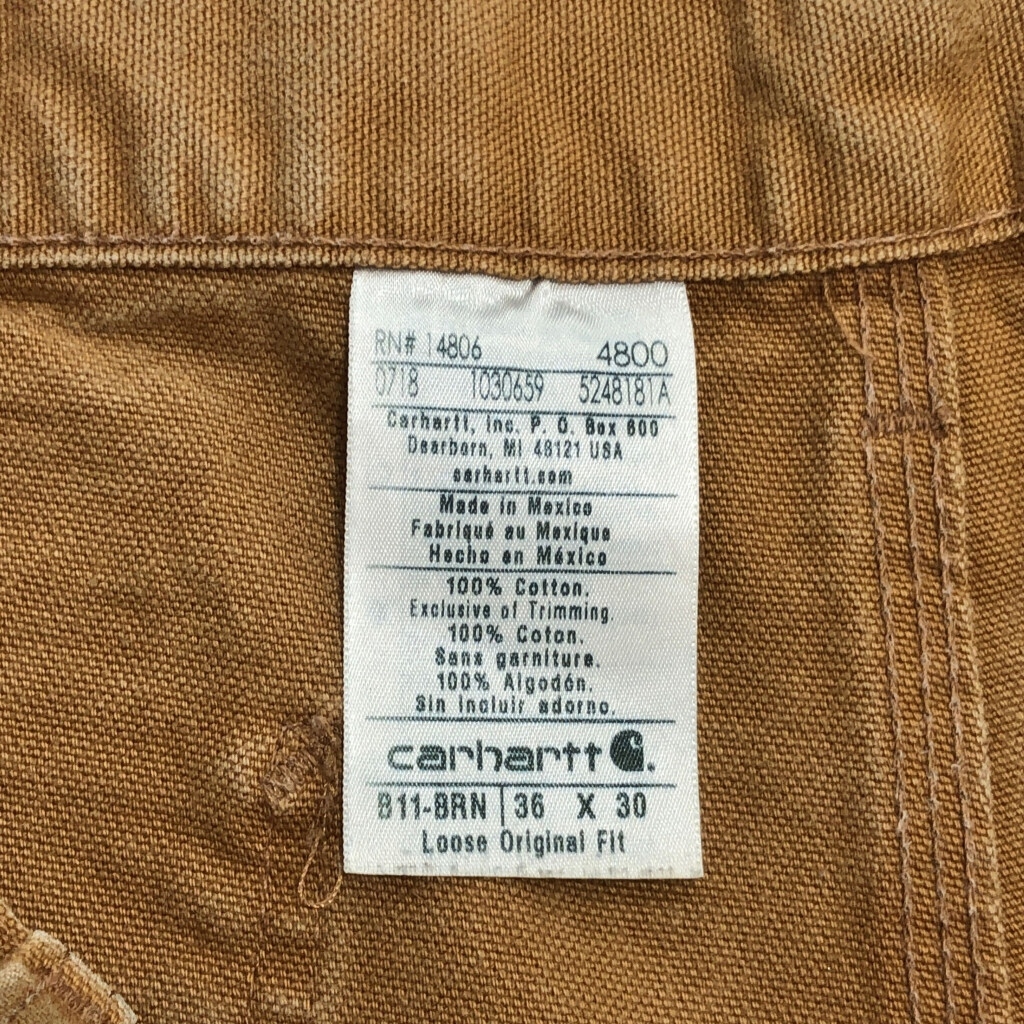 RN# 14806 4800
0718 1030659 5248181A
Carhartt, Inc. P. O. Box 600
Dearborn, MI 48121 USA
carhartt.com
Made in Mexico
Fabriqué au Mexique
Hecho en México
100% Cotton.
Exclusive of Trimming.
100% Coton.
Sans garniture.
100% Algodón.
Sin incluir adorno.
carhartt
B11-BRN 36 X 30
Loose Original Fit